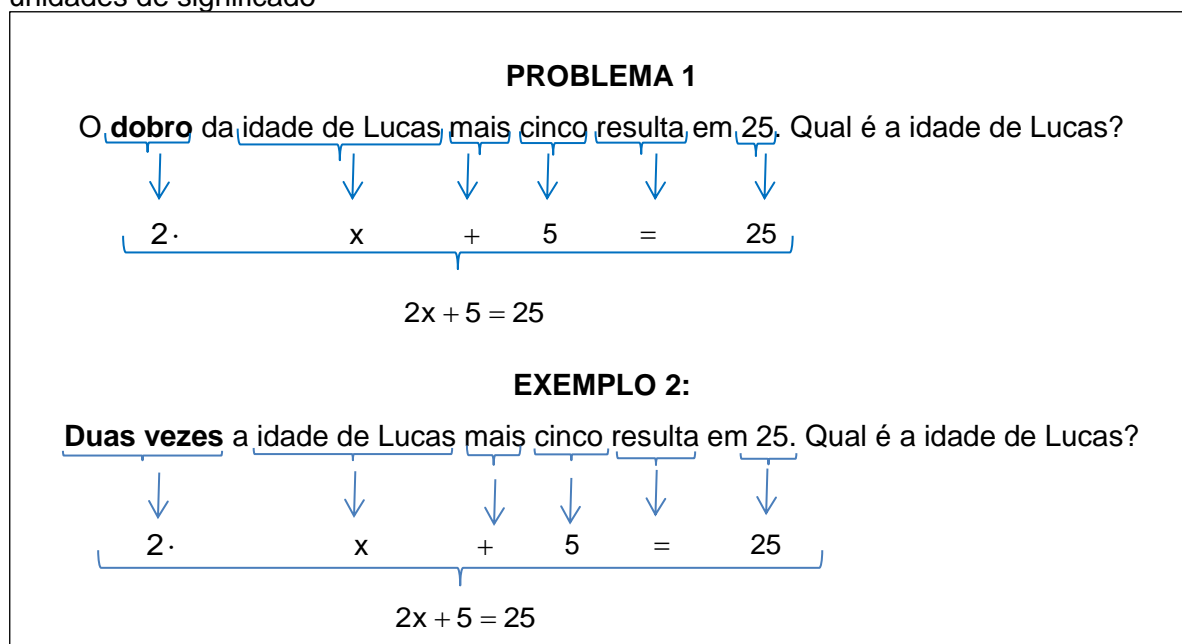 unidades de significado
PROBLEMA 1
O dobro da idade de Lucas mais cinco resulta em 25. Qual é a idade de Lucas?
2· x + 5 = 25
2x + 5 = 25
EXEMPLO 2:
Duas vezes a idade de Lucas mais cinco resulta em 25. Qual é a idade de Lucas?
2· x + 5 = 25
2x + 5 = 25